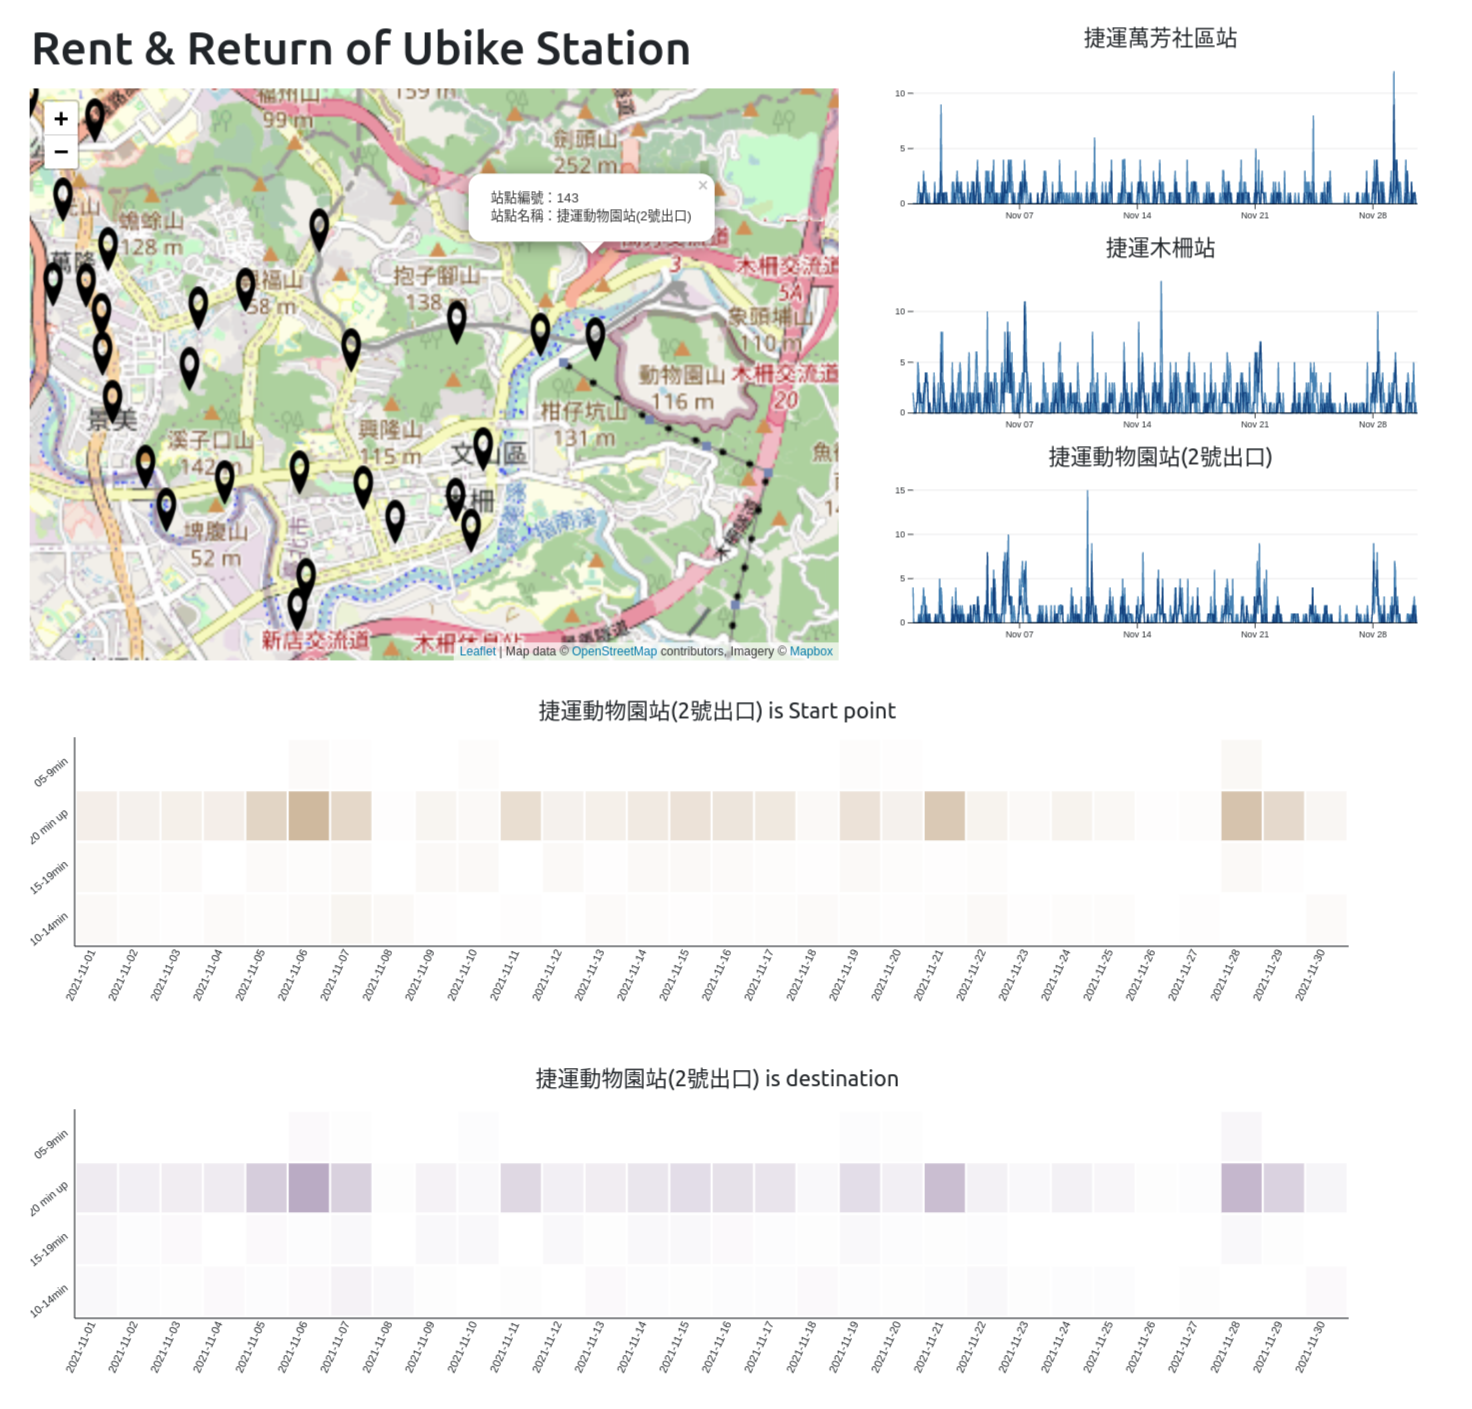 Rent & Return of Ubike Station
+
−
福州山
99 m
159 m
劍頭山
252 m
×
站點編號：143
站點名稱：捷運動物園站(2號出口)
蟾蜍山
128 m
萬隆
58 m
抱子腳山
138 m
3
木柵交流道
5A
象頭埔山
110 m
動物園山
116 m
木柵交流道
20
柑仔坑山
131 m
景美
溪子口山
142
興隆山
115 m
埤腹山
52 m
指南溪
新店交流道
木柵休息站
Leaflet | Map data © OpenStreetMap contributors, Imagery © Mapbox
捷運萬芳社區站
10
5
0
Nov 07
Nov 14
Nov 21
Nov 28
捷運木柵站
10
5
0
Nov 07
Nov 14
Nov 21
Nov 28
捷運動物園站(2號出口)
15
10
5
0
Nov 07
Nov 14
Nov 21
Nov 28
捷運動物園站(2號出口) is Start point
05-9min
20 min up
15-19min
10-14min
2021-11-01
2021-11-02
2021-11-03
2021-11-04
2021-11-05
2021-11-06
2021-11-07
2021-11-08
2021-11-09
2021-11-10
2021-11-11
2021-11-12
2021-11-13
2021-11-14
2021-11-15
2021-11-16
2021-11-17
2021-11-18
2021-11-19
2021-11-20
2021-11-21
2021-11-22
2021-11-23
2021-11-24
2021-11-25
2021-11-26
2021-11-27
2021-11-28
2021-11-29
2021-11-30
捷運動物園站(2號出口) is destination
05-9min
20 min up
15-19min
10-14min
2021-11-01
2021-11-02
2021-11-03
2021-11-04
2021-11-05
2021-11-06
2021-11-07
2021-11-08
2021-11-09
2021-11-10
2021-11-11
2021-11-12
2021-11-13
2021-11-14
2021-11-15
2021-11-16
2021-11-17
2021-11-18
2021-11-19
2021-11-20
2021-11-21
2021-11-22
2021-11-23
2021-11-24
2021-11-25
2021-11-26
2021-11-27
2021-11-28
2021-11-29
2021-11-30